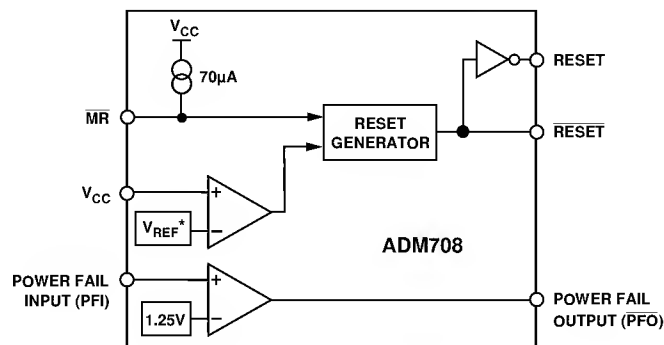 VCC
70μA
RESET
MR
RESET
GENERATOR
RESET
VCC
VREF*
+
−
ADM708
POWER FAIL
INPUT (PFI)
+
1.25V
−
POWER FAIL
OUTPUT (PFO)